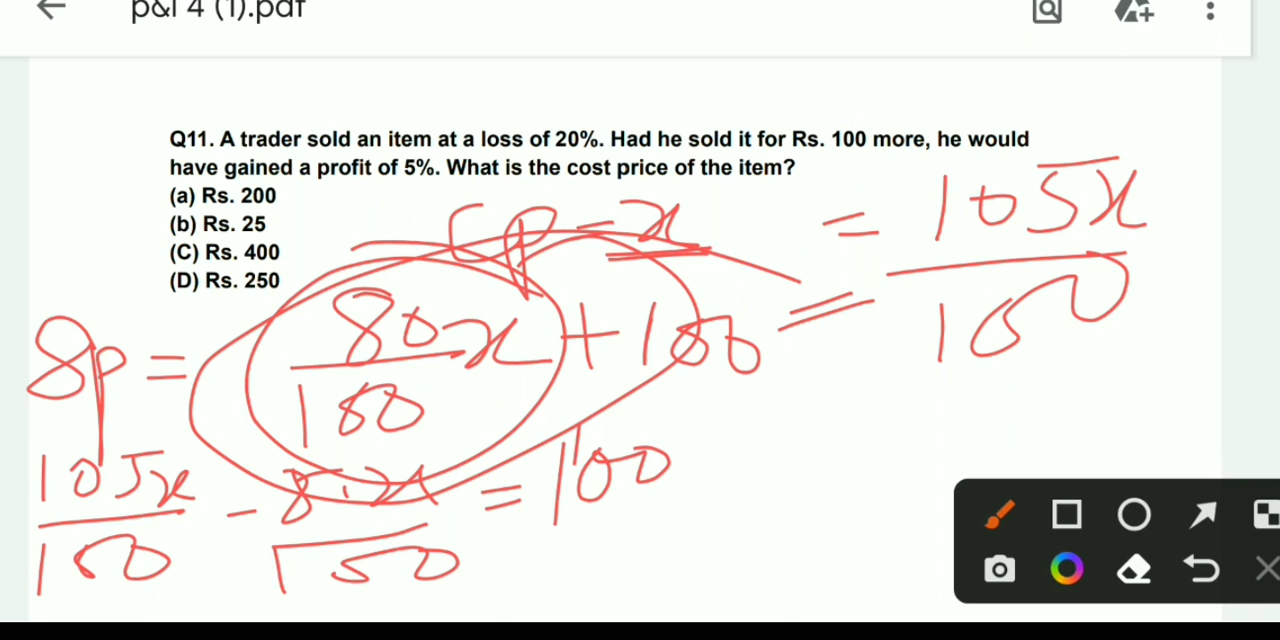 p&l 4 (1).pdf
Q11. A trader sold an item at a loss of 20%. Had he sold it for Rs. 100 more, he would
have gained a profit of 5%. What is the cost price of the item?
(a) Rs. 200
(b) Rs. 25
(C) Rs. 400
(D) Rs. 250
Cp = x
Sp = 80/100 x + 100 = 105x/100
105x/100 - 80x/100 = 100